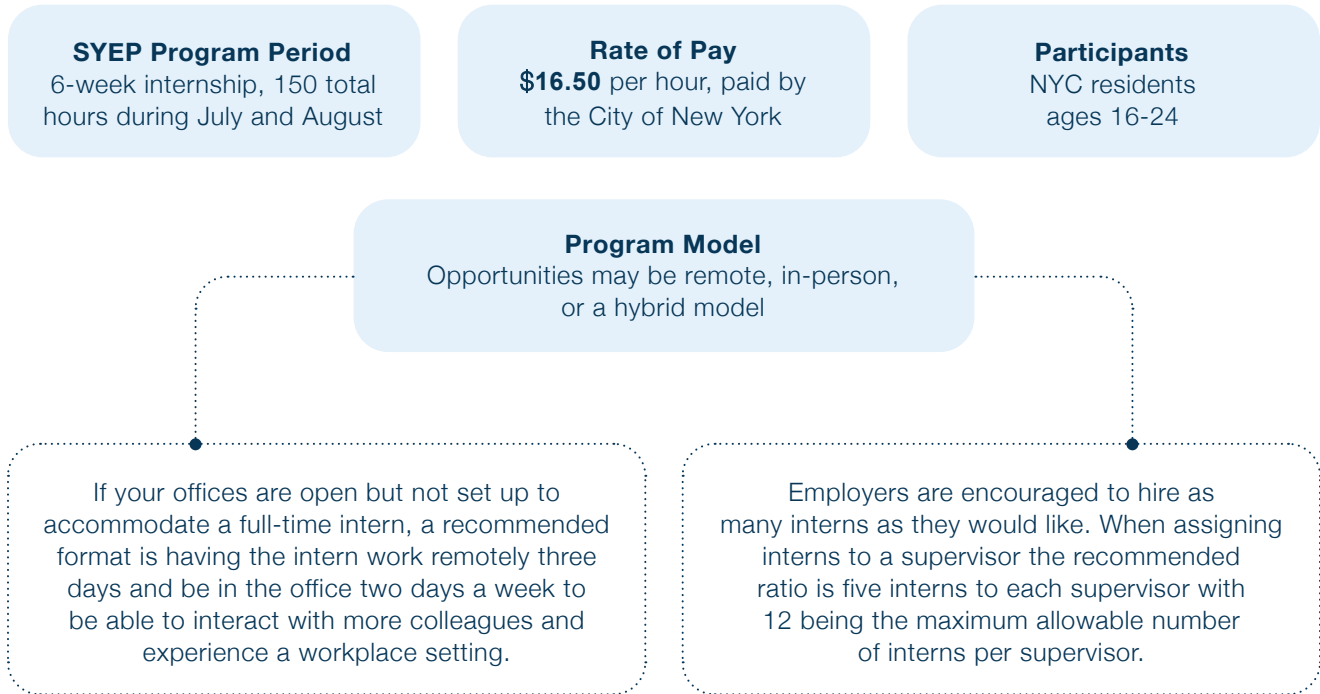 SYEP Program Period
6-week internship, 150 total
hours during July and August
Rate of Pay
$16.50 per hour, paid by
the City of New York
Participants
NYC residents
ages 16-24
Program Model
Opportunities may be remote, in-person,
or a hybrid model
If your offices are open but not set up to
accommodate a full-time intern, a recommended
format is having the intern work remotely three
days and be in the office two days a week to
be able to interact with more colleagues and
experience a workplace setting.
Employers are encouraged to hire as
many interns as they would like. When assigning
interns to a supervisor the recommended
ratio is five interns to each supervisor with
12 being the maximum allowable number
of interns per supervisor.